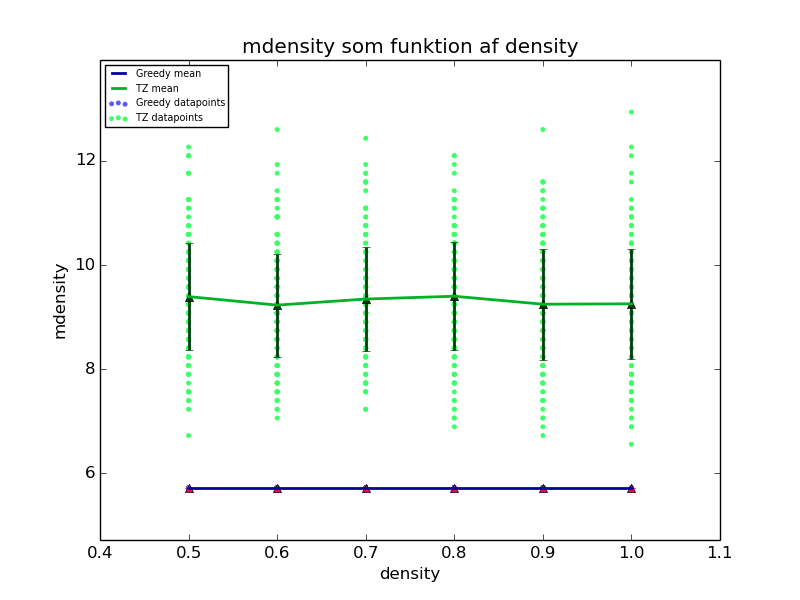 mdensity som funktion af density
Greedy mean
TZ mean
Greedy datapoints
TZ datapoints
12
10
8
6
mdensity
0.4 0.5 0.6 0.7 0.8 0.9 1.0 1.1
density